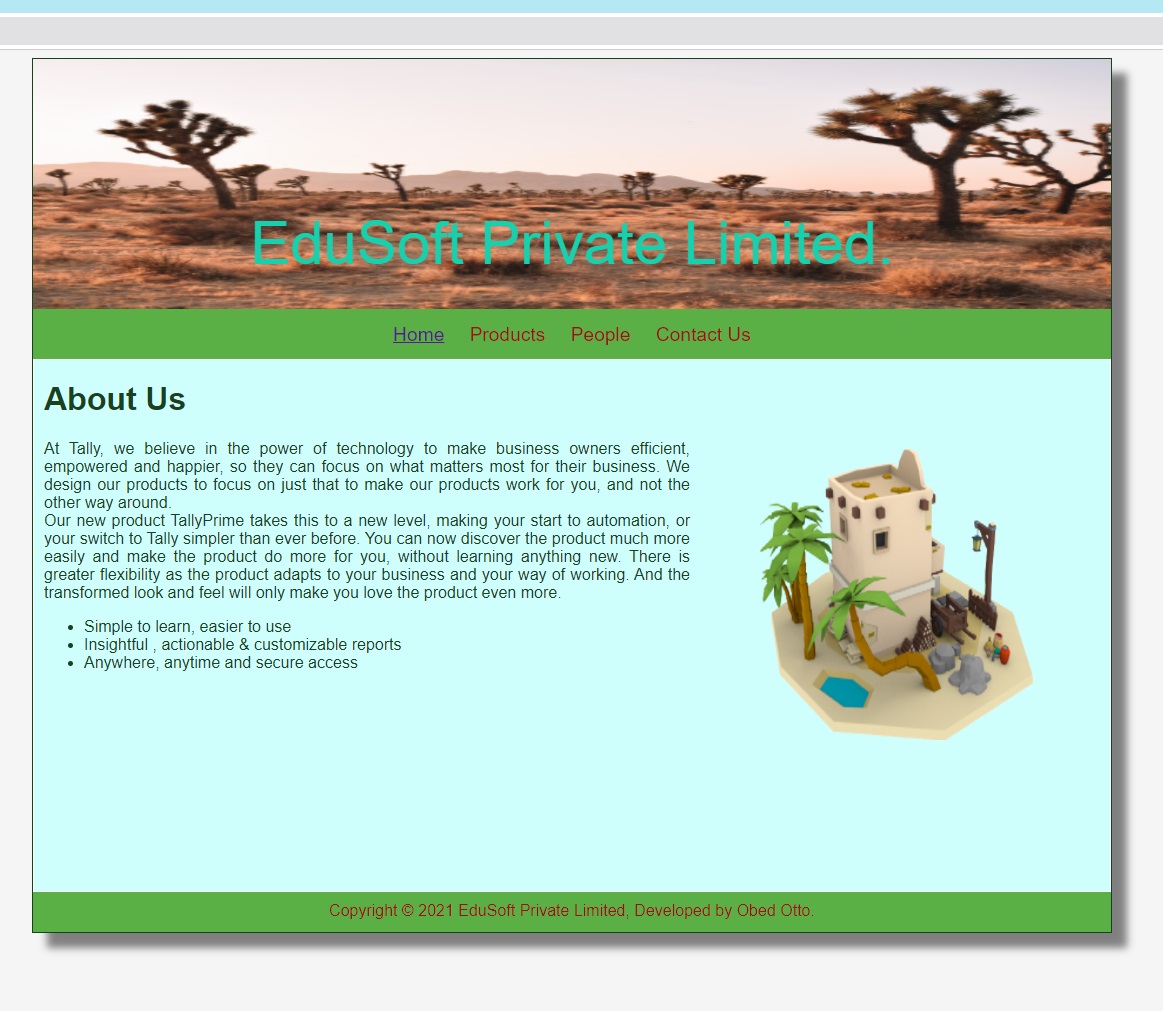 EduSoft Private Limited.
Home Products People Contact Us
About Us
At Tally, we believe in the power of technology to make business owners efficient,
empowered and happier, so they can focus on what matters most for their business. We
design our products to focus on just that to make our products work for you, and not the
other way around.
Our new product TallyPrime takes this to a new level, making your start to automation, or
your switch to Tally simpler than ever before. You can now discover the product much more
easily and make the product do more for you, without learning anything new. There is
greater flexibility as the product adapts to your business and your way of working. And the
transformed look and feel will only make you love the product even more.
• Simple to learn, easier to use
• Insightful , actionable & customizable reports
• Anywhere, anytime and secure access
Copyright © 2021 EduSoft Private Limited, Developed by Obed Otto.